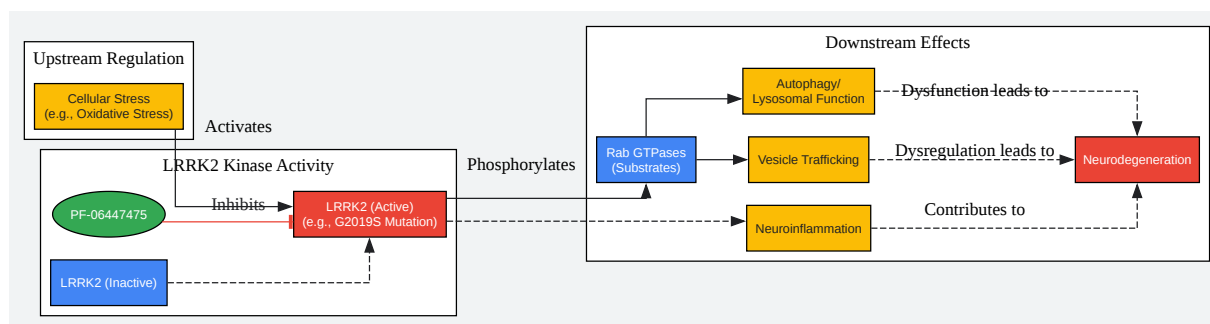 Upstream Regulation
Cellular Stress
(e.g., Oxidative Stress)
Activates
LRRK2 Kinase Activity
PF-06447475
Inhibits
LRRK2 (Active)
(e.g., G2019S Mutation)
LRRK2 (Inactive)
Phosphorylates
Downstream Effects
Rab GTPases
(Substrates)
Autophagy/
Lysosomal Function
Dysfunction leads to
Vesicle Trafficking
Dysregulation leads to
Neurodegeneration
Neuroinflammation
Contributes to